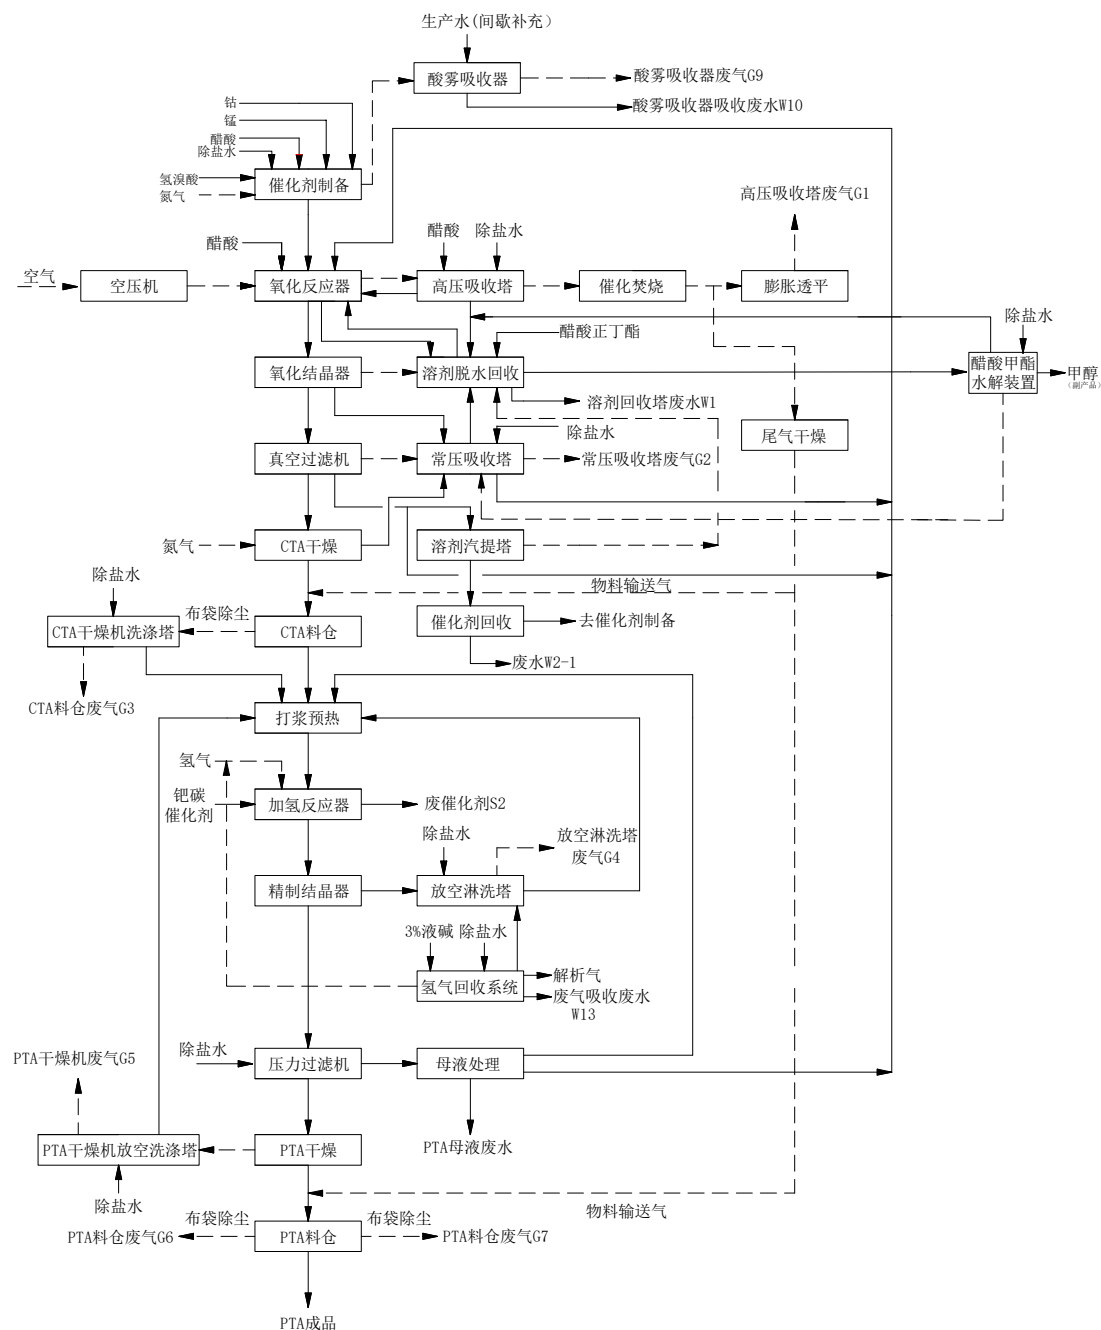 生产水(间歇补充）
酸雾吸收器
酸雾吸收器废气G9
酸雾吸收器吸收废水W10
钴
锰
醋酸
除盐水
氢溴酸
氮气
催化剂制备
高压吸收塔废气G1
醋酸
醋酸
除盐水
空气
空压机
氧化反应器
高压吸收塔
催化焚烧
膨胀透平
除盐水
醋酸正丁酯
氧化结晶器
溶剂脱水回收
醋酸甲酯
水解装置
甲醇
（副产品）
溶剂回收塔废水W1
除盐水
尾气干燥
真空过滤机
常压吸收塔
常压吸收塔废气G2
氮气
CTA干燥
溶剂汽提塔
除盐水
物料输送气
布袋除尘
CTA干燥机洗涤塔
CTA料仓
催化剂回收
去催化剂制备
废水W2-1
CTA料仓废气G3
打浆预热
氢气
钯碳
催化剂
加氢反应器
废催化剂S2
除盐水
放空淋洗塔
废气G4
精制结晶器
放空淋洗塔
3%液碱
除盐水
氢气回收系统
解析气
废气吸收废水
W13
除盐水
PTA干燥机废气G5
压力过滤机
母液处理
PTA干燥机放空洗涤塔
PTA干燥
PTA母液废水
除盐水
物料输送气
布袋除尘
布袋除尘
PTA料仓废气G6
PTA料仓
PTA料仓废气G7
PTA成品